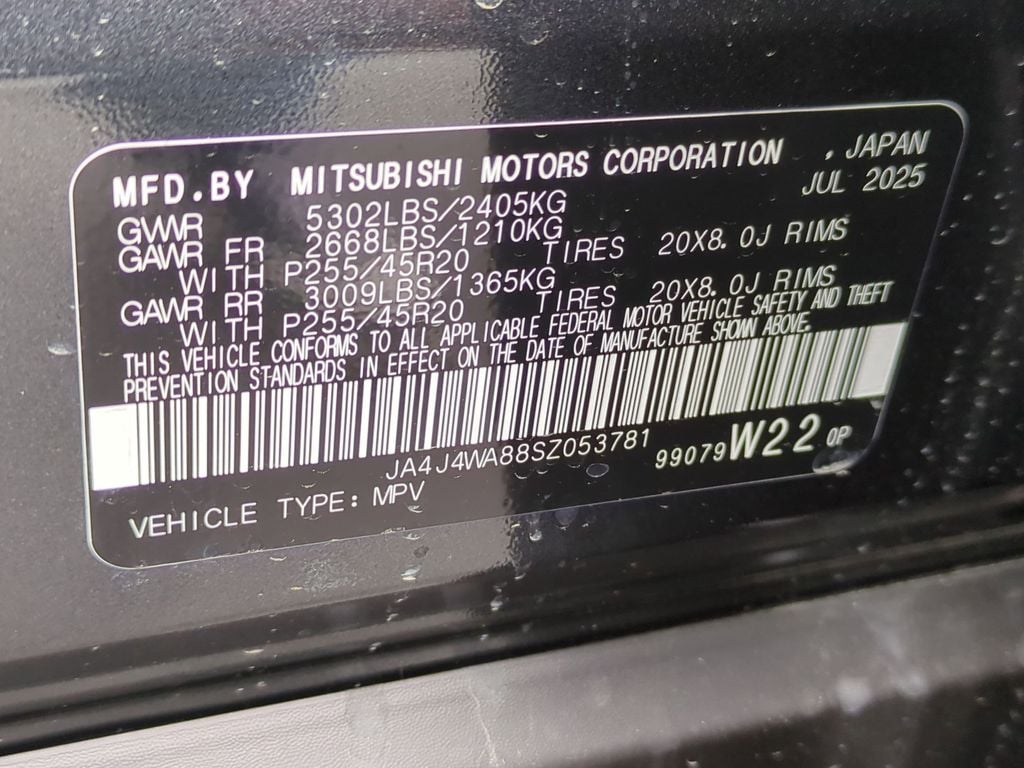 MFD.BY MITSUBISHI MOTORS CORPORATION , JAPAN
JUL 2025
GVWR 5302LBS/2405KG
GAWR FR 2668LBS/1210KG
WITH P255/45R20 TIRES 20X8.0J RIMS
GAWR RR 3009LBS/1365KG
WITH P255/45R20 TIRES 20X8.0J RIMS
THIS VEHICLE CONFORMS TO ALL APPLICABLE FEDERAL MOTOR VEHICLE SAFETY AND THEFT
PREVENTION STANDARDS IN EFFECT ON THE DATE OF MANUFACTURE SHOWN ABOVE.
JA4J4WA88SZ053781 99079 W22 0P
VEHICLE TYPE: MPV